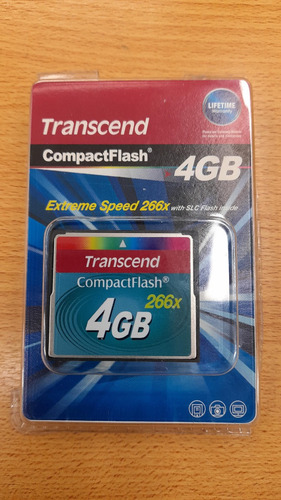 LIFETIME
Warranty
Transcend
CompactFlash®
4GB
Extreme Speed 266x with SLC Flash inside
Transcend
CompactFlash®
266x
4GB